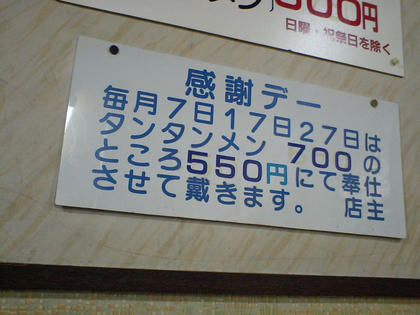 500円
日曜・祝祭日を除く
感謝デー
毎月7日17日27日は
タンタンメン 700の
ところ550円にて奉仕
させて戴きます。店主